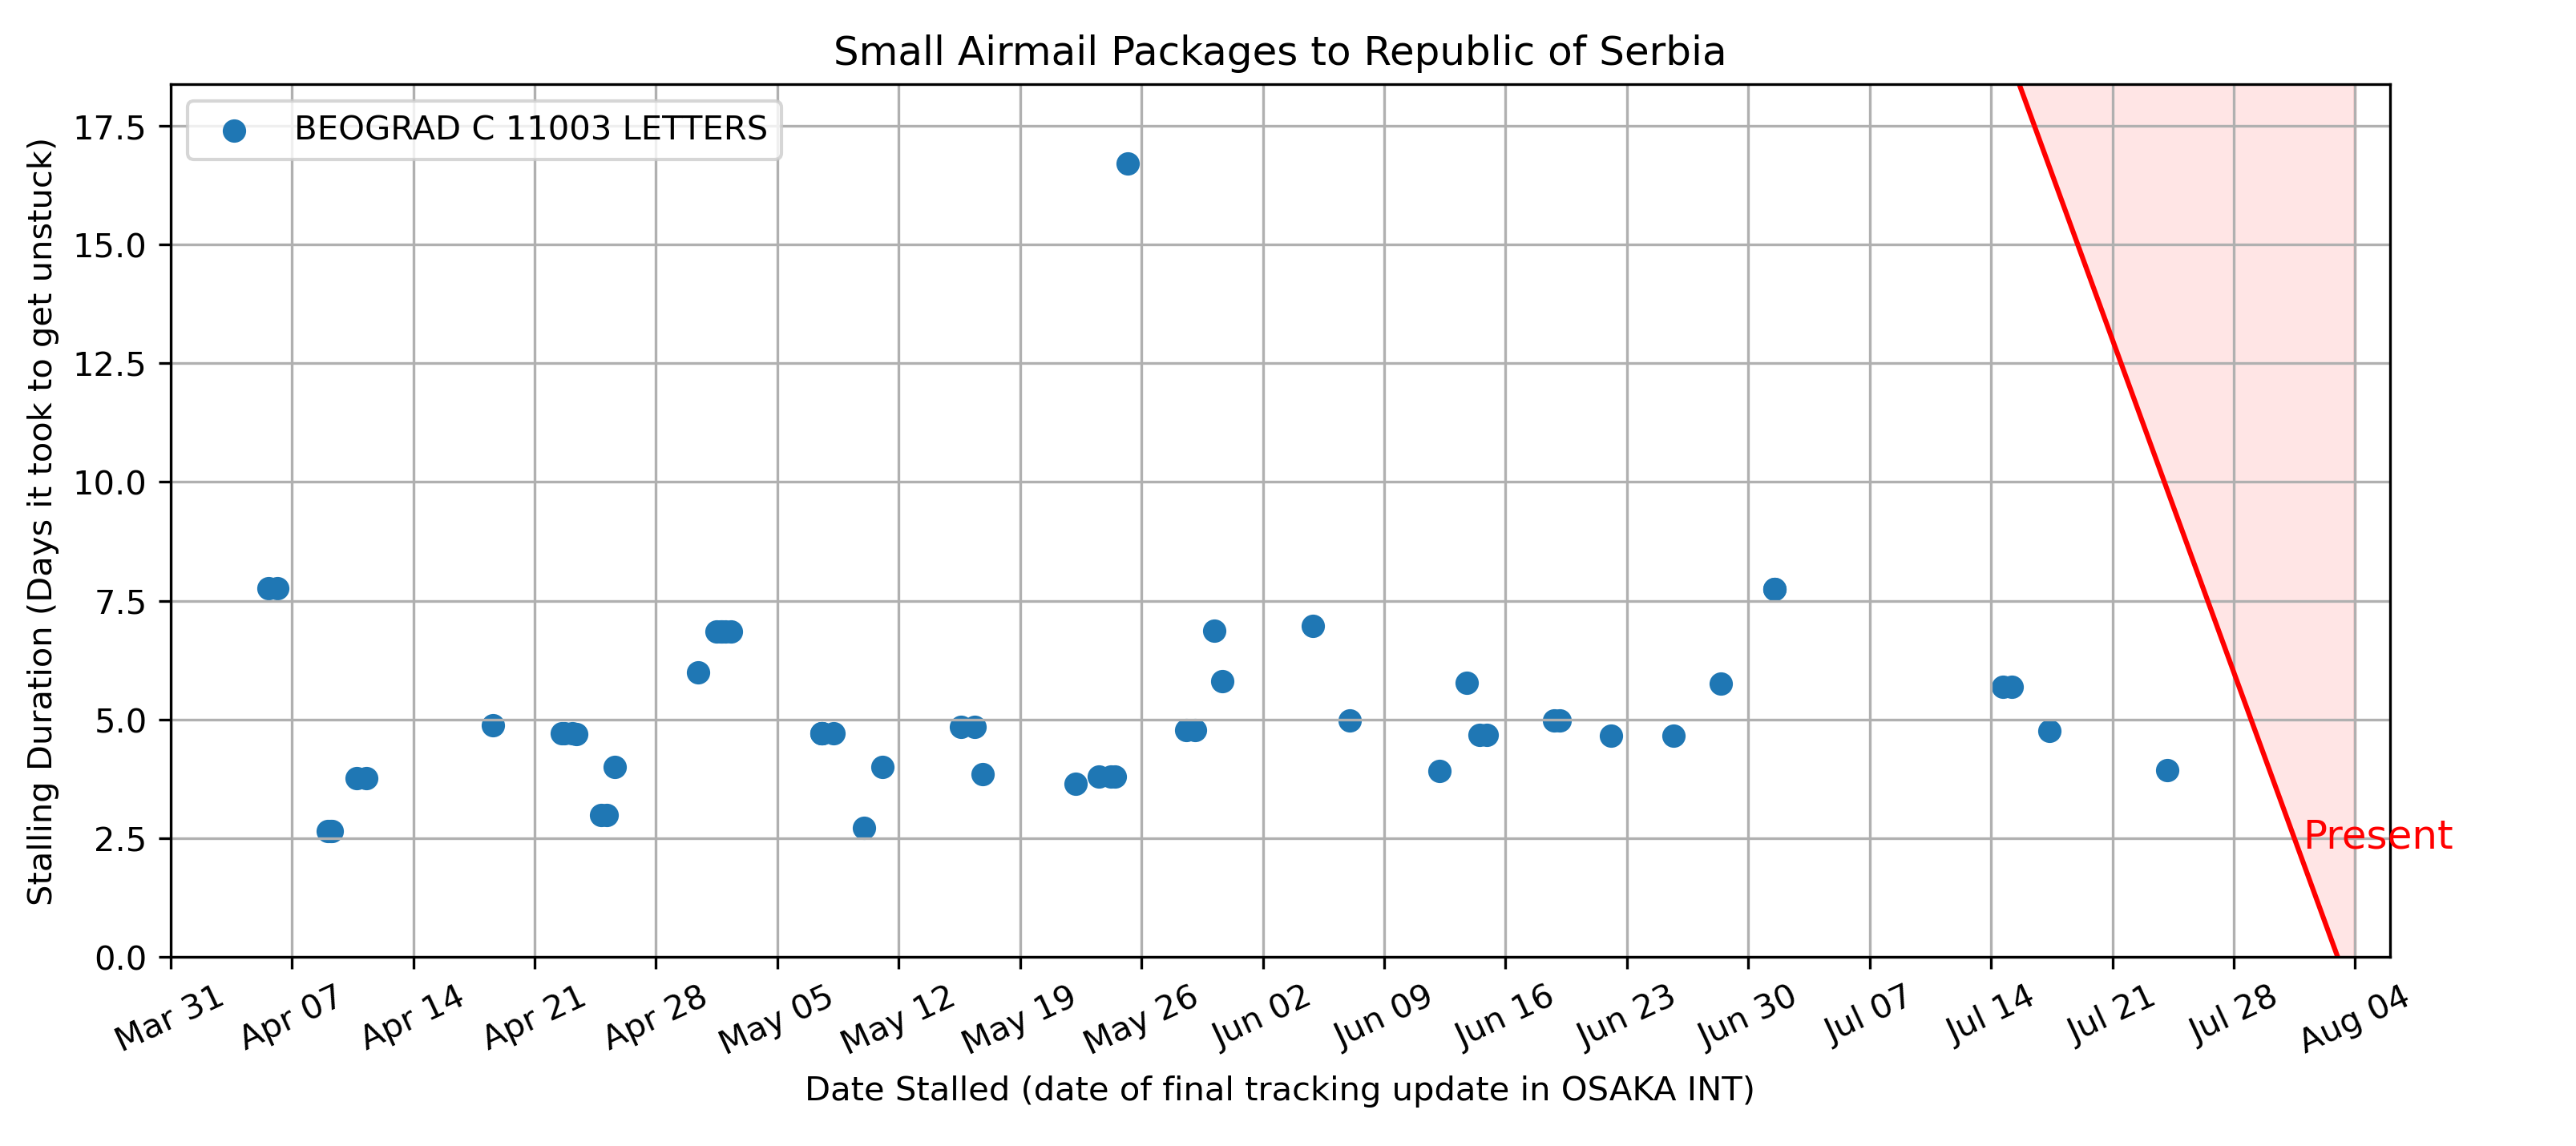 Small Airmail Packages to Republic of Serbia
BEOGRAD C 11003 LETTERS
Stalling Duration (Days it took to get unstuck)
17.5
15.0
12.5
10.0
7.5
5.0
2.5
0.0
Present
Mar 31
Apr 07
Apr 14
Apr 21
Apr 28
May 05
May 12
May 19
May 26
Jun 02
Jun 09
Jun 16
Jun 23
Jun 30
Jul 07
Jul 14
Jul 21
Jul 28
Aug 04
Date Stalled (date of final tracking update in OSAKA INT)